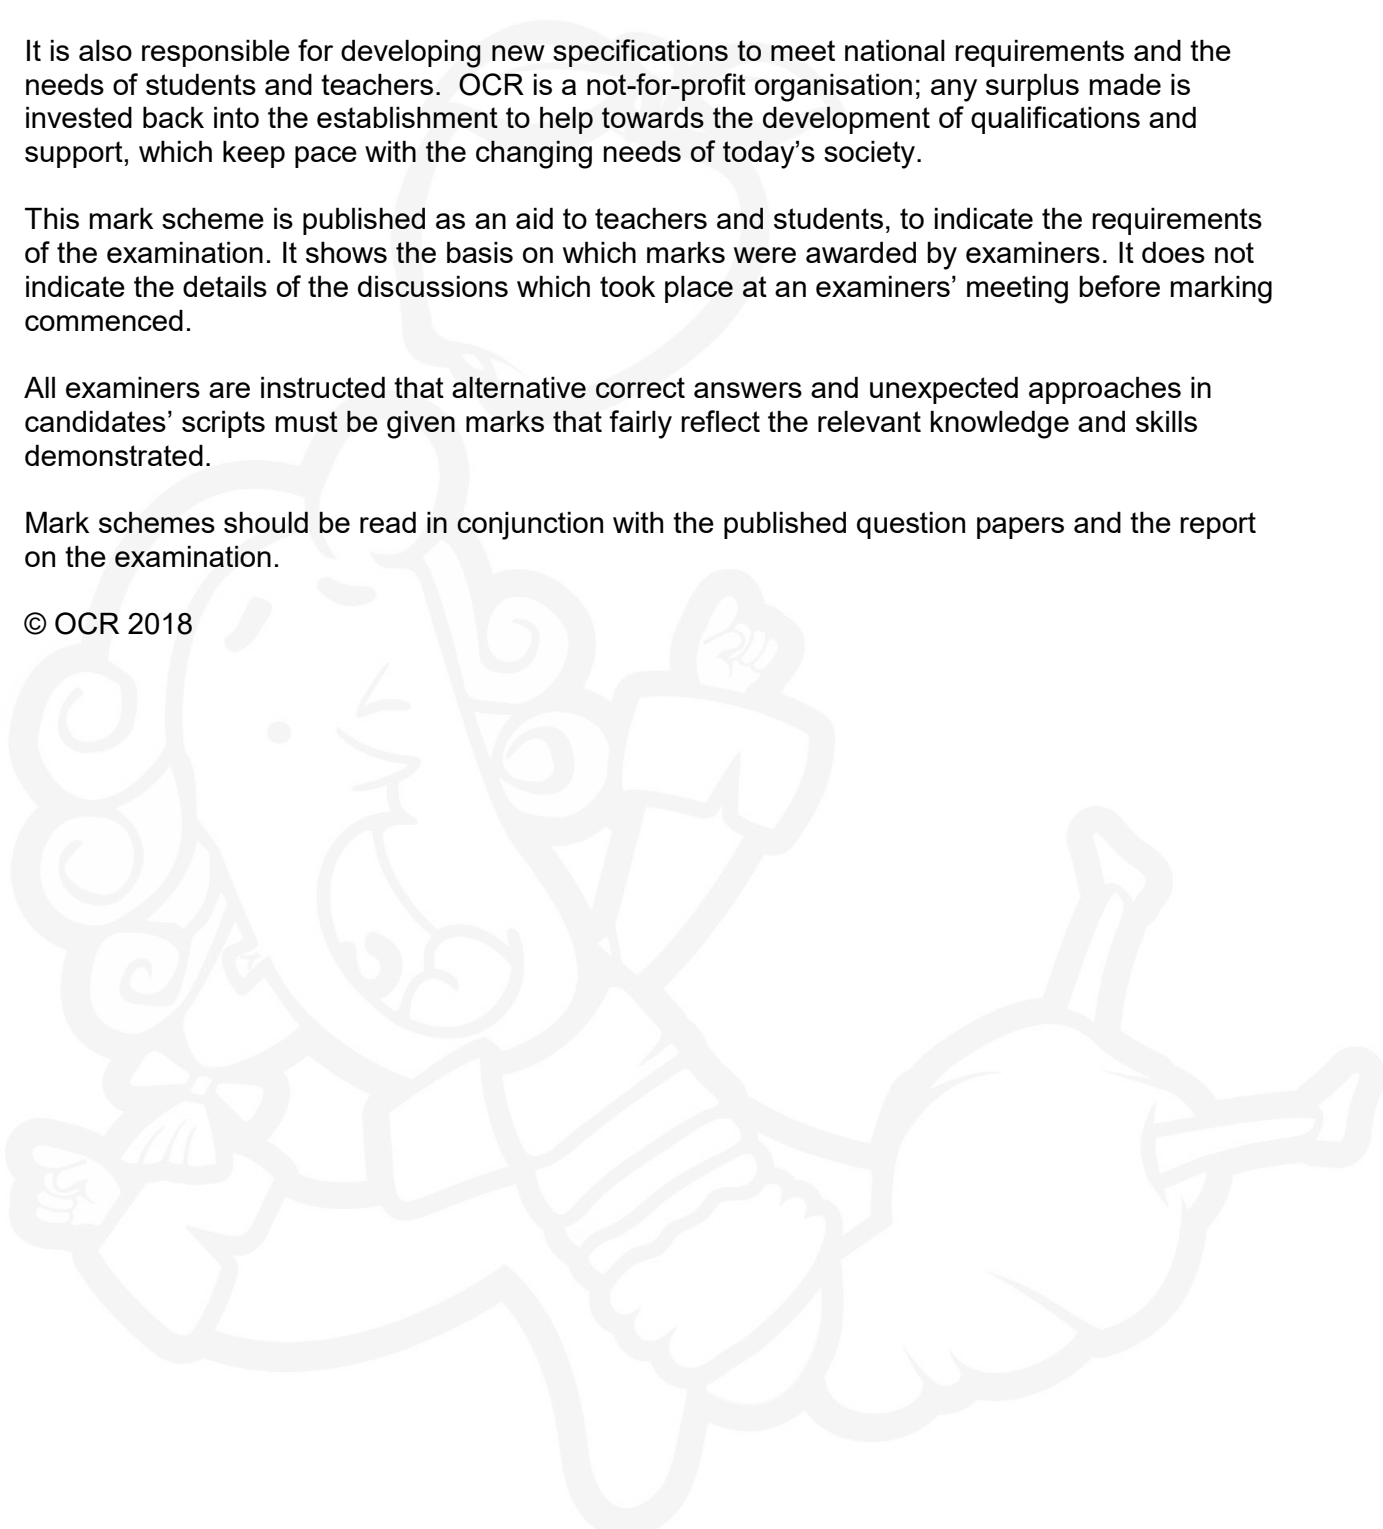 It is also responsible for developing new specifications to meet national requirements and the
needs of students and teachers.  OCR is a not-for-profit organisation; any surplus made is
invested back into the establishment to help towards the development of qualifications and
support, which keep pace with the changing needs of today’s society.
This mark scheme is published as an aid to teachers and students, to indicate the requirements
of the examination. It shows the basis on which marks were awarded by examiners. It does not
indicate the details of the discussions which took place at an examiners’ meeting before marking
commenced.
All examiners are instructed that alternative correct answers and unexpected approaches in
candidates’ scripts must be given marks that fairly reflect the relevant knowledge and skills
demonstrated.
Mark schemes should be read in conjunction with the published question papers and the report
on the examination.
© OCR 2018